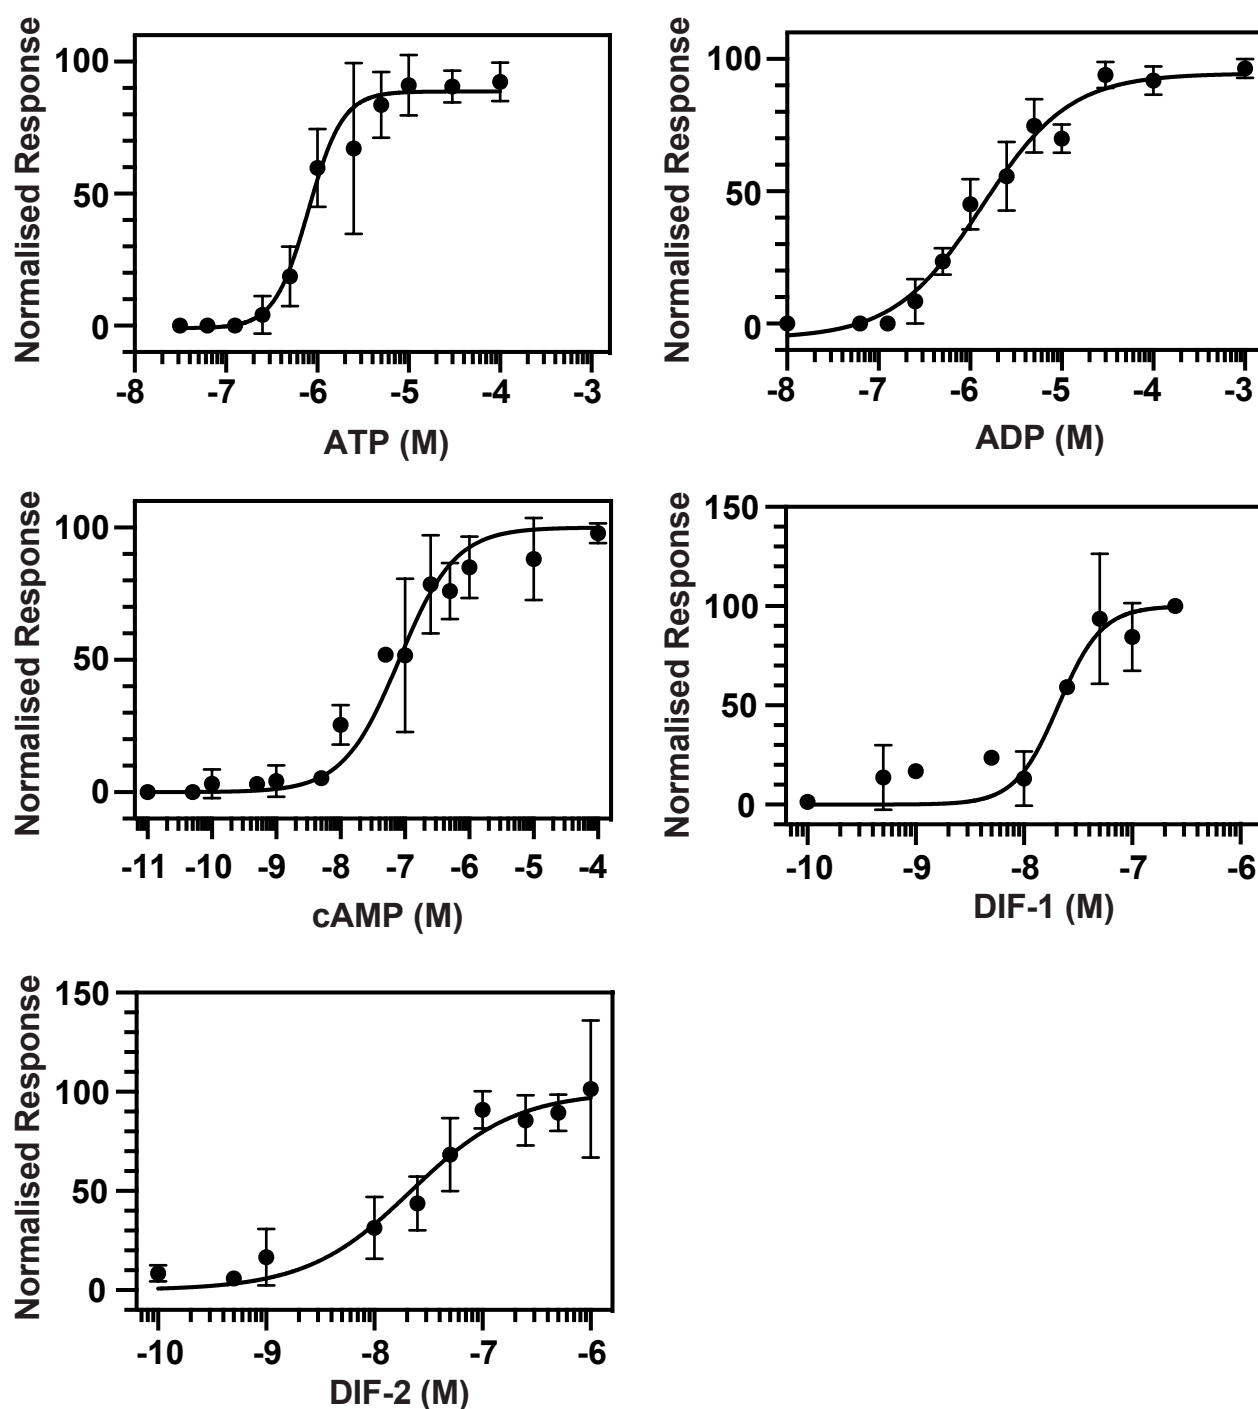 Normalised Response
100
50
0
-8 -7 -6 -5 -4 -3
ATP (M)
Normalised Response
100
50
0
-8 -7 -6 -5 -4 -3
ADP (M)
Normalised Response
100
50
0
-11 -10 -9 -8 -7 -6 -5 -4
cAMP (M)
Normalised Response
150
100
50
0
-10 -9 -8 -7 -6
DIF-1 (M)
Normalised Response
150
100
50
0
-10 -9 -8 -7 -6
DIF-2 (M)